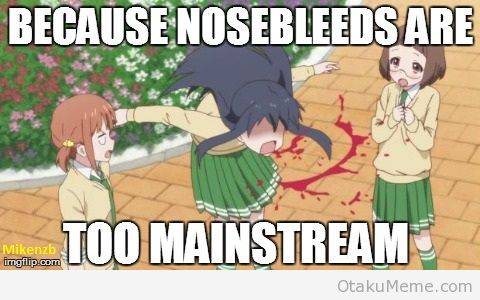 BECAUSE NOSEBLEEDS ARE
TOO MAINSTREAM
Mikenzb
imgflip.com
OtakuMeme.com